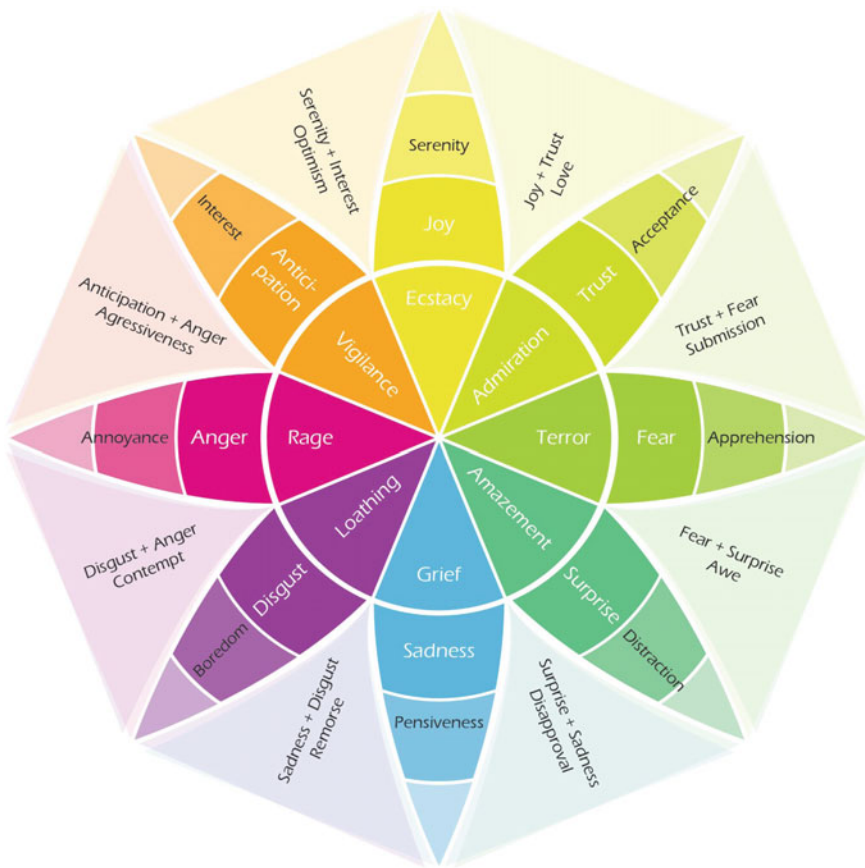 Serenity + Interest
Optimism
Serenity
Joy
Ecstacy
Joy + Trust
Love
Acceptance
Trust
Admiration
Interest
Antici-
pation
Vigilance
Anticipation + Anger
Agressiveness
Trust + Fear
Submission
Annoyance
Anger
Rage
Terror
Fear
Apprehension
Loathing
Disgust
Boredom
Disgust + Anger
Contempt
Grief
Sadness
Pensiveness
Amazement
Surprise
Distraction
Fear + Surprise
Awe
Sadness + Disgust
Remorse
Surprise + Sadness
Disapproval